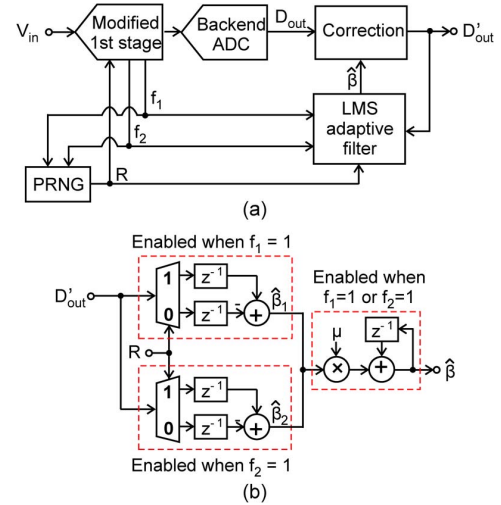 V_in
Modified
1st stage
Backend
ADC
D_out
Correction
D'_out
β̂
f_1
f_2
LMS
adaptive
filter
PRNG
R
(a)
Enabled when f_1 = 1
1
0
z^-1
z^-1
-
+
β̂_1
D'_out
R
1
0
z^-1
z^-1
-
+
β̂_2
Enabled when f_2 = 1
Enabled when
f_1=1 or f_2=1
μ
z^-1
×
+
β̂
(b)